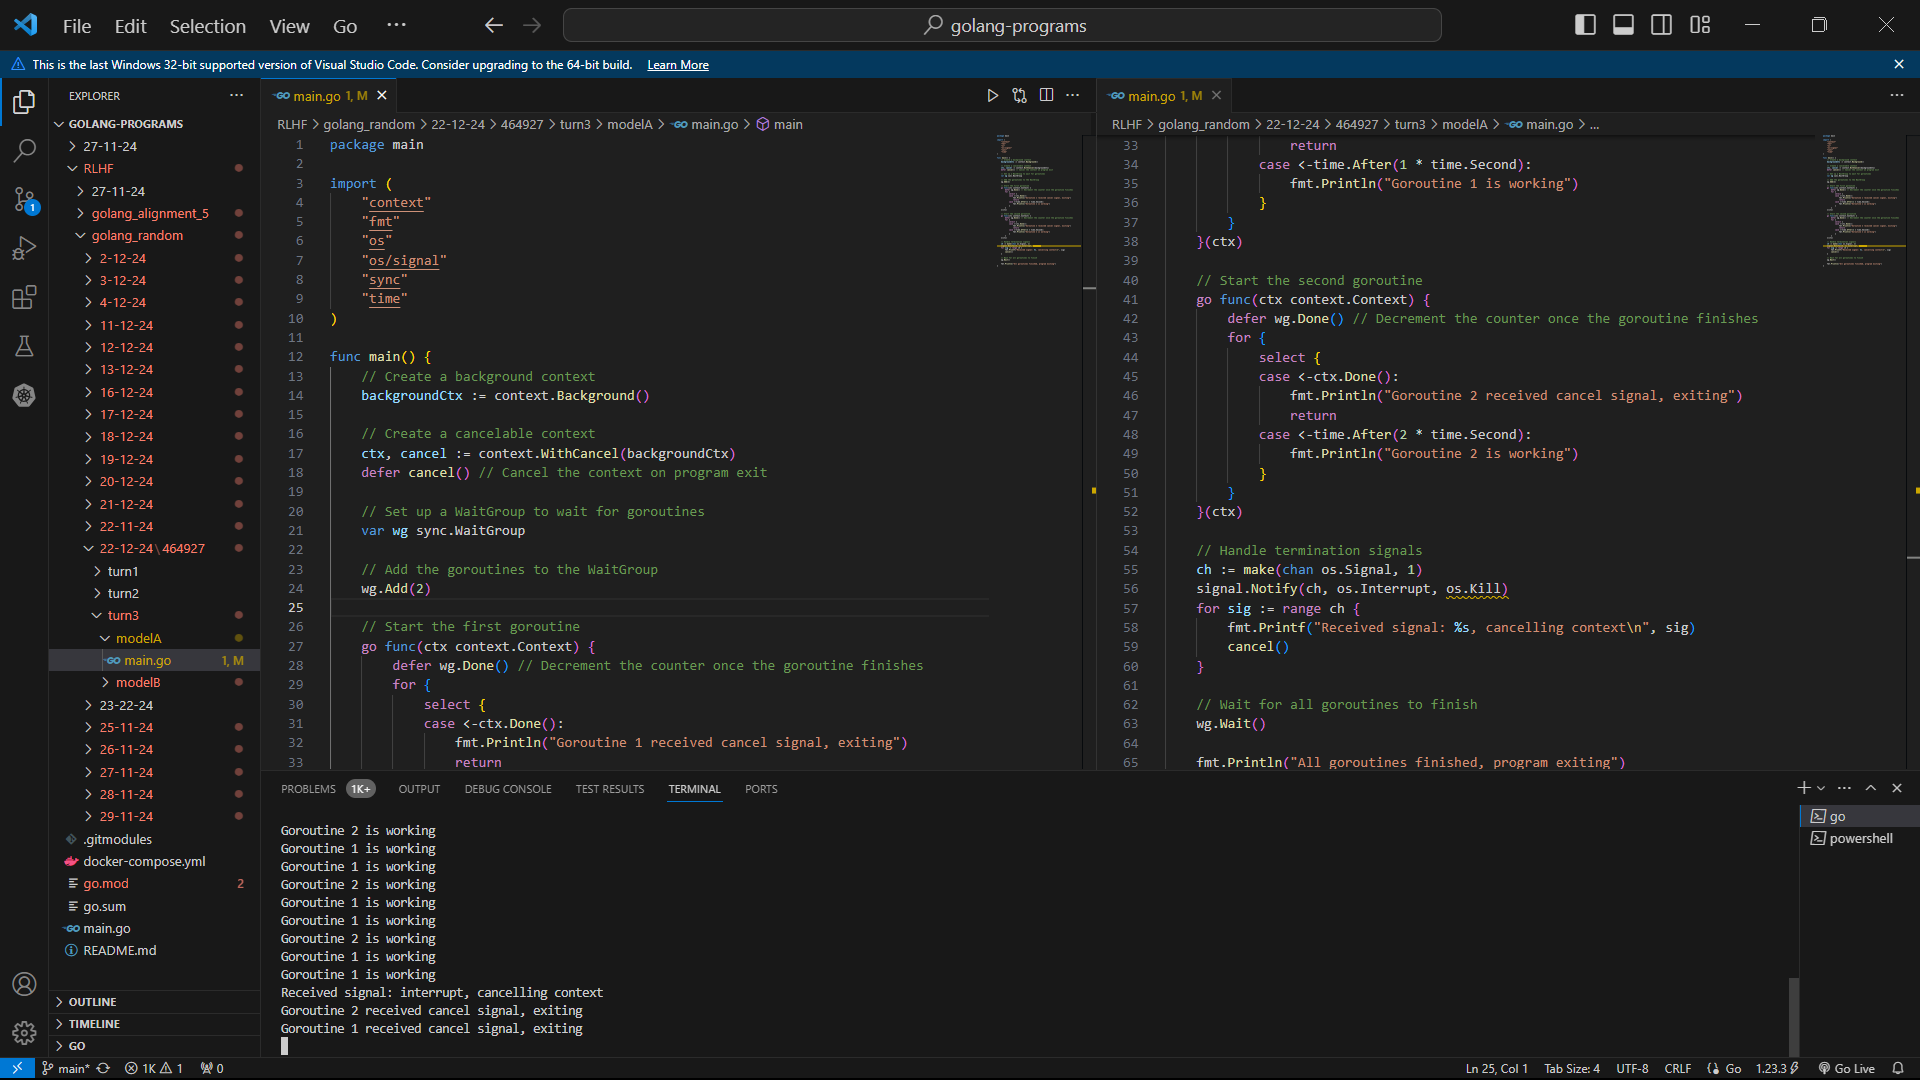 File Edit Selection View Go ···
golang-programs
This is the last Windows 32-bit supported version of Visual Studio Code. Consider upgrading to the 64-bit build. Learn More
EXPLORER
GOLANG-PROGRAMS
27-11-24
RLHF
27-11-24
golang_alignment_5
golang_random
2-12-24
3-12-24
4-12-24
11-12-24
12-12-24
13-12-24
16-12-24
17-12-24
18-12-24
19-12-24
20-12-24
21-12-24
22-11-24
22-12-24\464927
turn1
turn2
turn3
modelA
main.go 1, M
modelB
23-22-24
25-11-24
26-11-24
27-11-24
28-11-24
29-11-24
.gitmodules
docker-compose.yml
go.mod 2
go.sum
main.go
README.md
OUTLINE
TIMELINE
GO
main.go 1, M
RLHF > golang_random > 22-12-24 > 464927 > turn3 > modelA > main.go > main
1 package main
2
3 import (
4 "context"
5 "fmt"
6 "os"
7 "os/signal"
8 "sync"
9 "time"
10 )
11
12 func main() {
13 // Create a background context
14 backgroundCtx := context.Background()
15
16 // Create a cancelable context
17 ctx, cancel := context.WithCancel(backgroundCtx)
18 defer cancel() // Cancel the context on program exit
19
20 // Set up a WaitGroup to wait for goroutines
21 var wg sync.WaitGroup
22
23 // Add the goroutines to the WaitGroup
24 wg.Add(2)
25
26 // Start the first goroutine
27 go func(ctx context.Context) {
28 defer wg.Done() // Decrement the counter once the goroutine finishes
29 for {
30 select {
31 case <-ctx.Done():
32 fmt.Println("Goroutine 1 received cancel signal, exiting")
33 return
main.go 1, M
RLHF > golang_random > 22-12-24 > 464927 > turn3 > modelA > main.go > ...
33 return
34 case <-time.After(1 * time.Second):
35 fmt.Println("Goroutine 1 is working")
36 }
37 }
38 }(ctx)
39
40 // Start the second goroutine
41 go func(ctx context.Context) {
42 defer wg.Done() // Decrement the counter once the goroutine finishes
43 for {
44 select {
45 case <-ctx.Done():
46 fmt.Println("Goroutine 2 received cancel signal, exiting")
47 return
48 case <-time.After(2 * time.Second):
49 fmt.Println("Goroutine 2 is working")
50 }
51 }
52 }(ctx)
53
54 // Handle termination signals
55 ch := make(chan os.Signal, 1)
56 signal.Notify(ch, os.Interrupt, os.Kill)
57 for sig := range ch {
58 fmt.Printf("Received signal: %s, cancelling context\n", sig)
59 cancel()
60 }
61
62 // Wait for all goroutines to finish
63 wg.Wait()
64
65 fmt.Println("All goroutines finished, program exiting")
PROBLEMS 1K+ OUTPUT DEBUG CONSOLE TEST RESULTS TERMINAL PORTS
Goroutine 2 is working
Goroutine 1 is working
Goroutine 1 is working
Goroutine 2 is working
Goroutine 1 is working
Goroutine 1 is working
Goroutine 2 is working
Goroutine 1 is working
Goroutine 1 is working
Received signal: interrupt, cancelling context
Goroutine 2 received cancel signal, exiting
Goroutine 1 received cancel signal, exiting
go
powershell
1
main* 1K 1 0
Ln 25, Col 1 Tab Size: 4 UTF-8 CRLF Go 1.23.3 Go Live